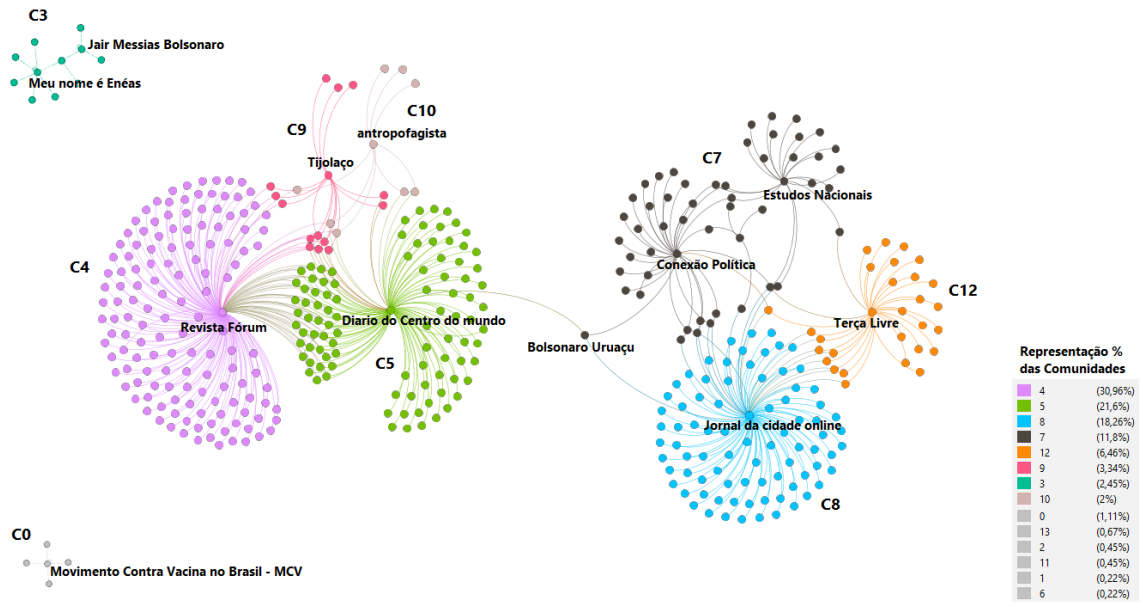 C3
Jair Messias Bolsonaro
Meu nome é Enéas
C10
antropofagista
C9
Tijolaço
C7
Estudos Nacionais
Conexão Política
C4
Revista Fórum
Diario do Centro do mundo
C5
Bolsonaro Uruaçu
C12
Terça Livre
Jornal da cidade online
C8
C0
Movimento Contra Vacina no Brasil - MCV
Representação %
das Comunidades
4 (30,96%)
5 (21,6%)
8 (18,26%)
7 (11,8%)
12 (6,46%)
9 (3,34%)
3 (2,45%)
10 (2%)
0 (1,11%)
13 (0,67%)
2 (0,45%)
11 (0,45%)
1 (0,22%)
6 (0,22%)